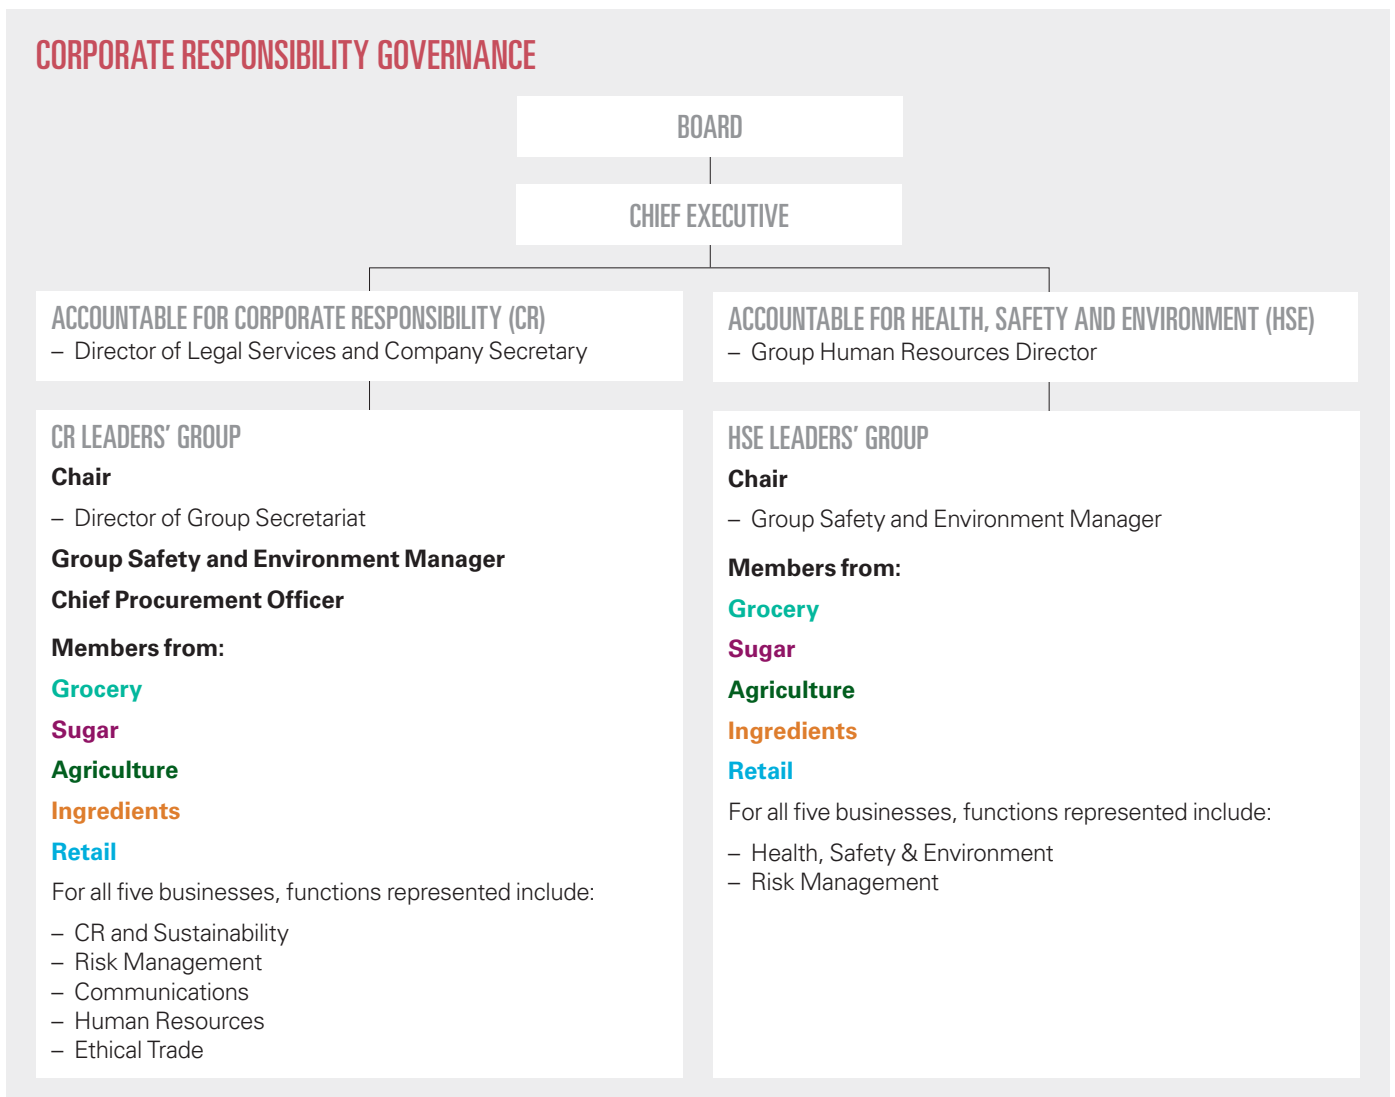 CORPORATE RESPONSIBILITY GOVERNANCE
BOARD
CHIEF EXECUTIVE
ACCOUNTABLE FOR CORPORATE RESPONSIBILITY (CR)
– Director of Legal Services and Company Secretary
CR LEADERS’ GROUP
Chair
– Director of Group Secretariat
Group Safety and Environment Manager
Chief Procurement Officer
Members from:
Grocery
Sugar
Agriculture
Ingredients
Retail
For all five businesses, functions represented include:
– CR and Sustainability
– Risk Management
– Communications
– Human Resources
– Ethical Trade
ACCOUNTABLE FOR HEALTH, SAFETY AND ENVIRONMENT (HSE)
– Group Human Resources Director
HSE LEADERS’ GROUP
Chair
– Group Safety and Environment Manager
Members from:
Grocery
Sugar
Agriculture
Ingredients
Retail
For all five businesses, functions represented include:
– Health, Safety & Environment
– Risk Management